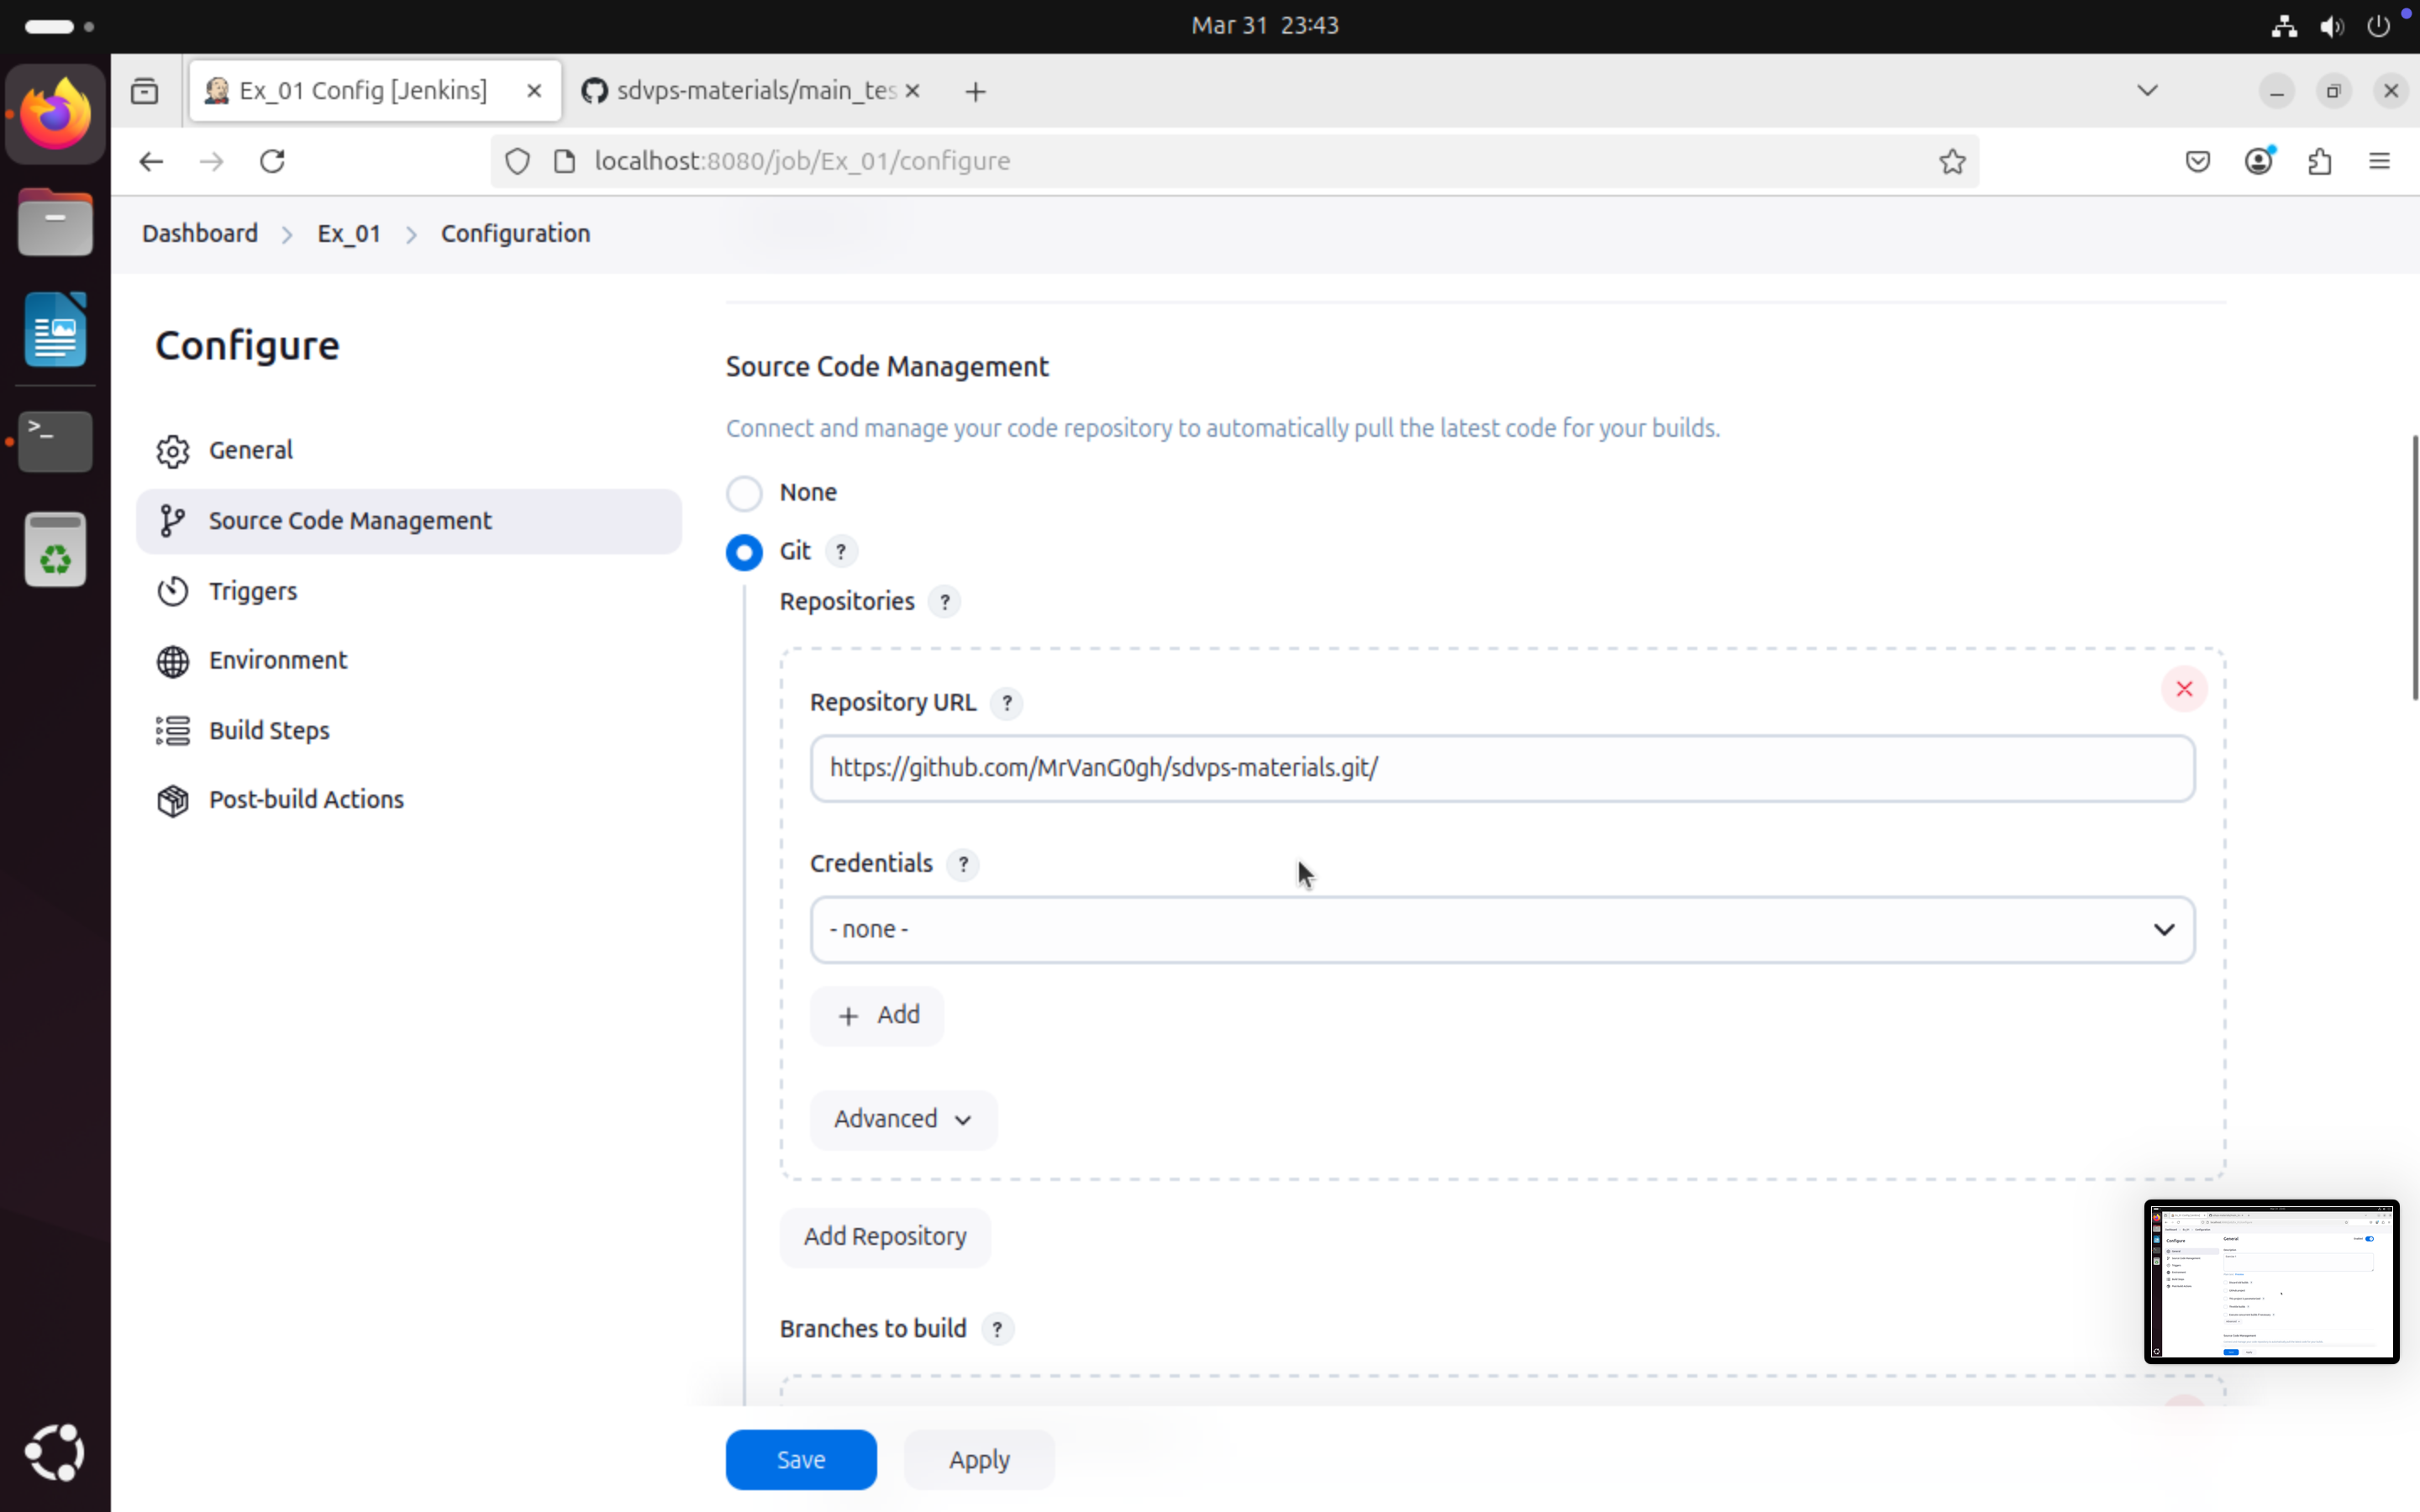 Mar 31 23:43
Ex_01 Config [Jenkins]
sdvps-materials/main_tes
localhost:8080/job/Ex_01/configure
Dashboard > Ex_01 > Configuration
Configure
General
Source Code Management
Triggers
Environment
Build Steps
Post-build Actions
Source Code Management
Connect and manage your code repository to automatically pull the latest code for your builds.
None
Git ?
Repositories ?
Repository URL ?
https://github.com/MrVanG0gh/sdvps-materials.git/
Credentials ?
- none -
+ Add
Advanced
Add Repository
Branches to build ?
Save
Apply